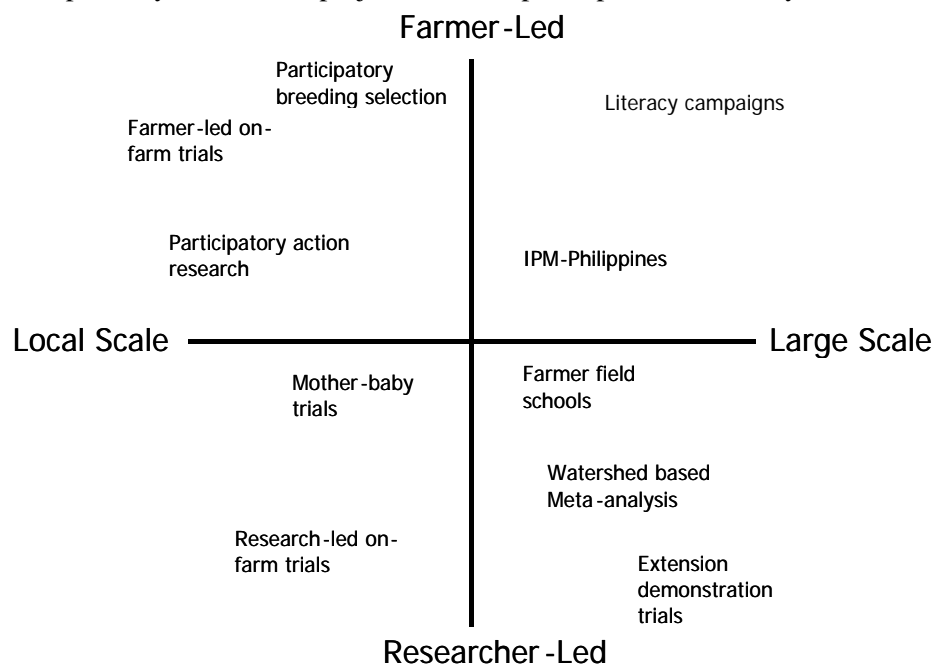 Farmer-Led
Participatory
breeding selection
Literacy campaigns
Farmer-led on-
farm trials
Participatory action
research
IPM-Philippines
Local Scale
Large Scale
Mother-baby
trials
Farmer field
schools
Watershed based
Meta-analysis
Research-led on-
farm trials
Extension
demonstration
trials
Researcher-Led